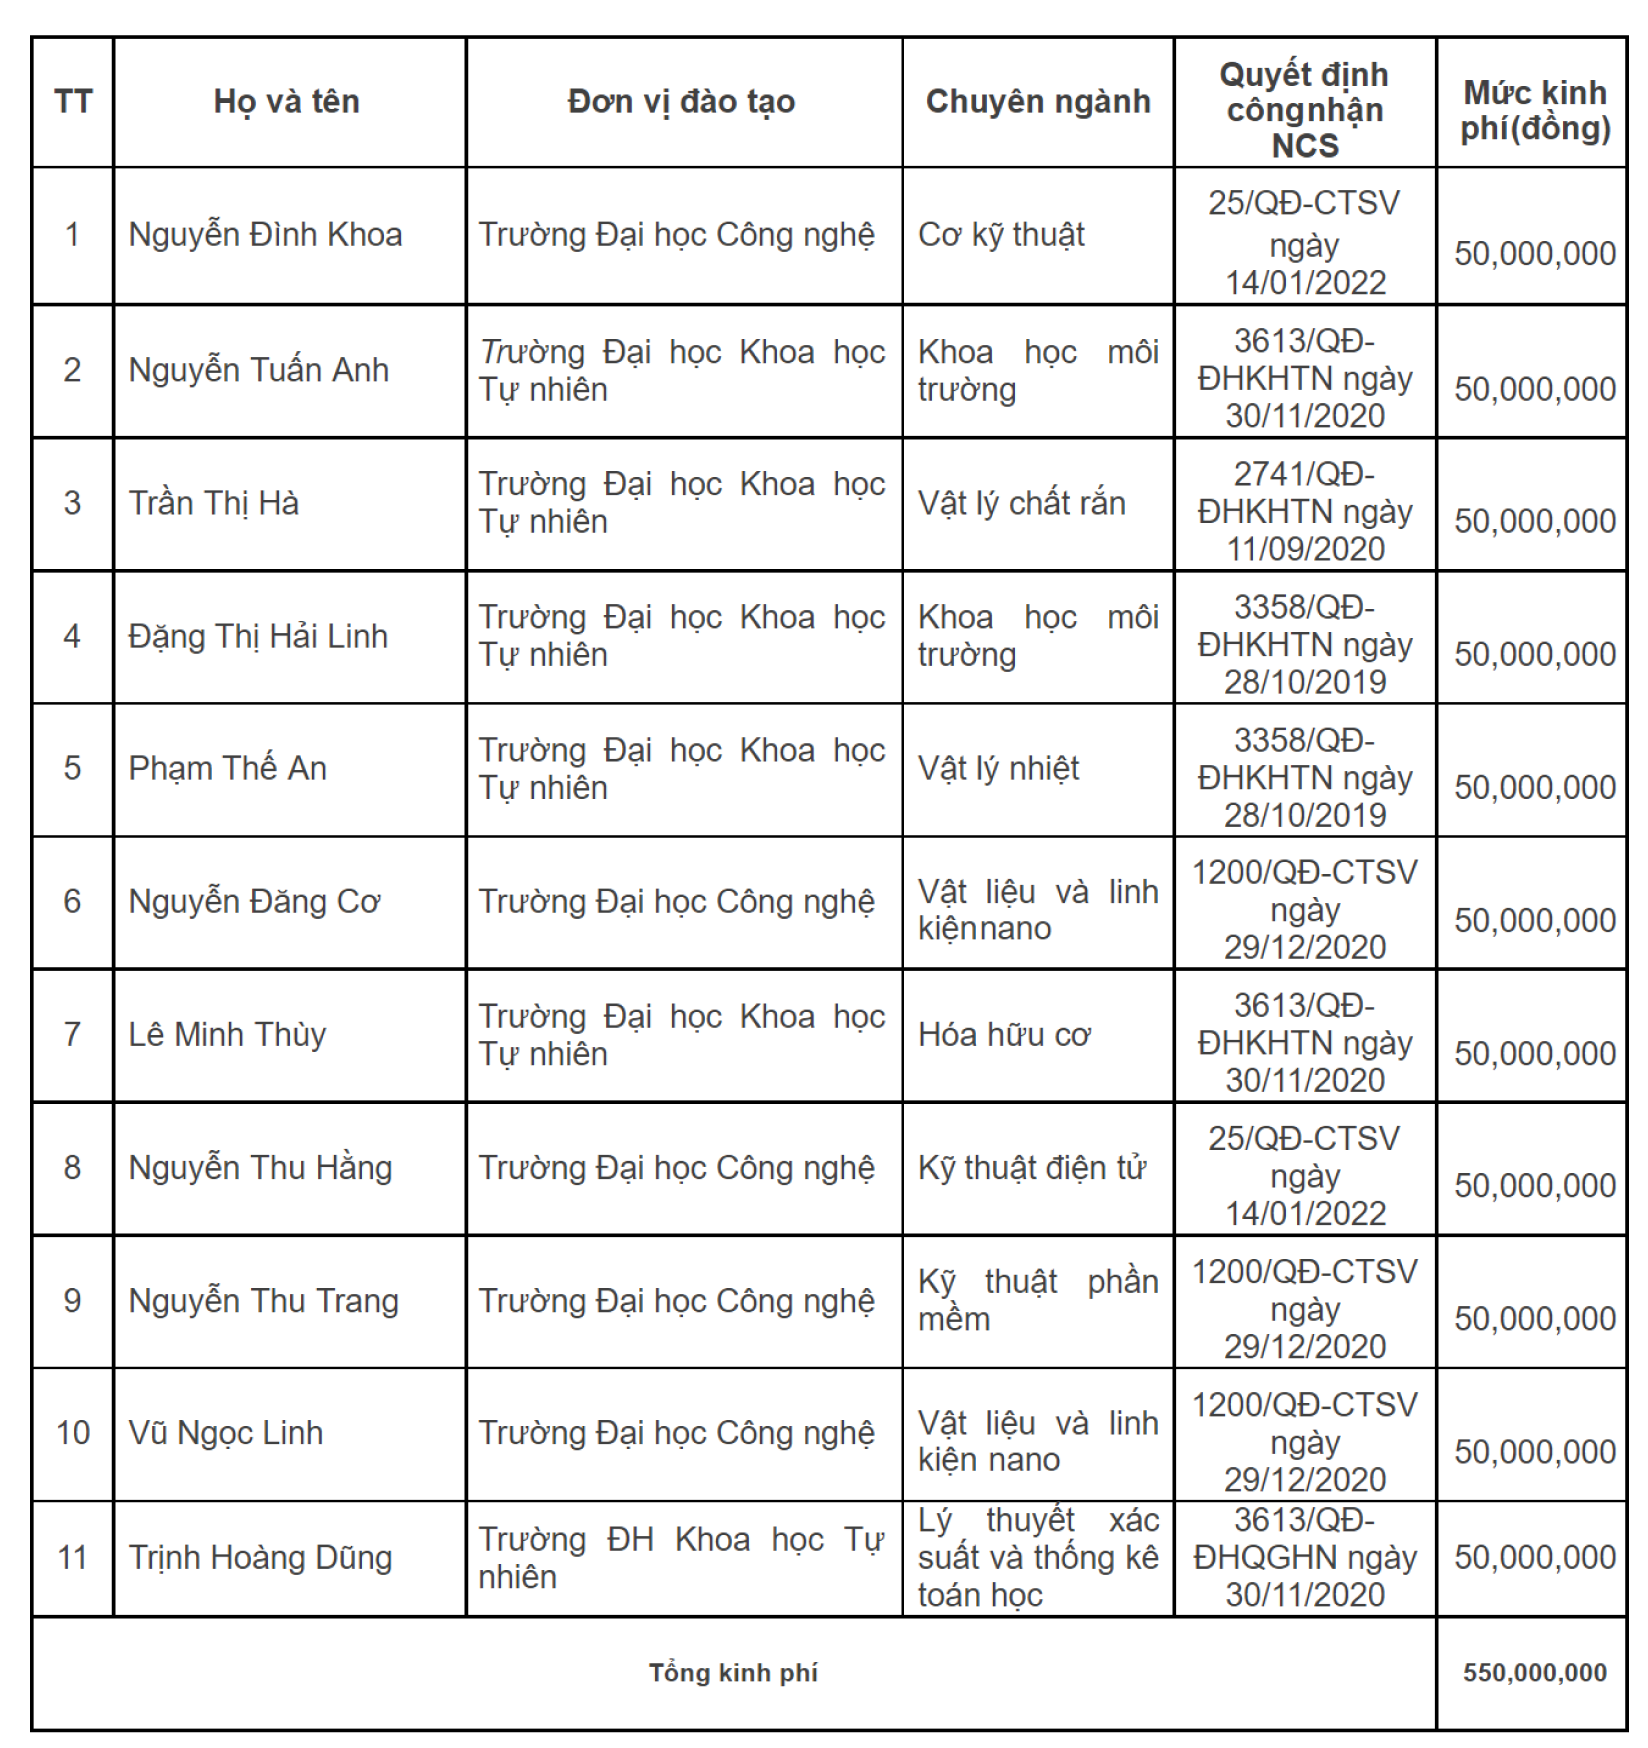 TT
Họ và tên
Đơn vị đào tạo
Chuyên ngành
Quyết định
côngnhận
NCS
Mức kinh
phí(đồng)
1
Nguyễn Đình Khoa
Trường Đại học Công nghệ
Cơ kỹ thuật
25/QĐ-CTSV
ngày
14/01/2022
50,000,000
2
Nguyễn Tuấn Anh
Trường Đại học Khoa học
Tự nhiên
Khoa học môi
trường
3613/QĐ-
ĐHKHTN ngày
30/11/2020
50,000,000
3
Trần Thị Hà
Trường Đại học Khoa học
Tự nhiên
Vật lý chất rắn
2741/QĐ-
ĐHKHTN ngày
11/09/2020
50,000,000
4
Đặng Thị Hải Linh
Trường Đại học Khoa học
Tự nhiên
Khoa học môi
trường
3358/QĐ-
ĐHKHTN ngày
28/10/2019
50,000,000
5
Phạm Thế An
Trường Đại học Khoa học
Tự nhiên
Vật lý nhiệt
3358/QĐ-
ĐHKHTN ngày
28/10/2019
50,000,000
6
Nguyễn Đăng Cơ
Trường Đại học Công nghệ
Vật liệu và linh
kiệnnano
1200/QĐ-CTSV
ngày
29/12/2020
50,000,000
7
Lê Minh Thùy
Trường Đại học Khoa học
Tự nhiên
Hóa hữu cơ
3613/QĐ-
ĐHKHTN ngày
30/11/2020
50,000,000
8
Nguyễn Thu Hằng
Trường Đại học Công nghệ
Kỹ thuật điện tử
25/QĐ-CTSV
ngày
14/01/2022
50,000,000
9
Nguyễn Thu Trang
Trường Đại học Công nghệ
Kỹ thuật phần
mềm
1200/QĐ-CTSV
ngày
29/12/2020
50,000,000
10
Vũ Ngọc Linh
Trường Đại học Công nghệ
Vật liệu và linh
kiện nano
1200/QĐ-CTSV
ngày
29/12/2020
50,000,000
11
Trịnh Hoàng Dũng
Trường ĐH Khoa học Tự
nhiên
Lý thuyết xác
suất và thống kê
toán học
3613/QĐ-
ĐHQGHN ngày
30/11/2020
50,000,000
Tổng kinh phí
550,000,000